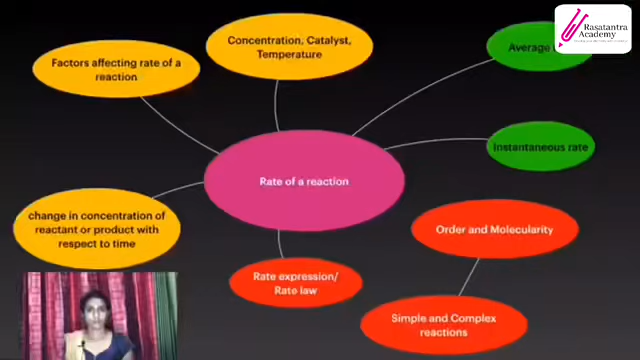 Rasatantra
Academy
Concentration, Catalyst,
Temperature
Average
Factors affecting rate of a
reaction
Instantaneous rate
Rate of a reaction
change in concentration of
reactant or product with
respect to time
Order and Molecularity
Rate expression/
Rate law
Simple and Complex
reactions